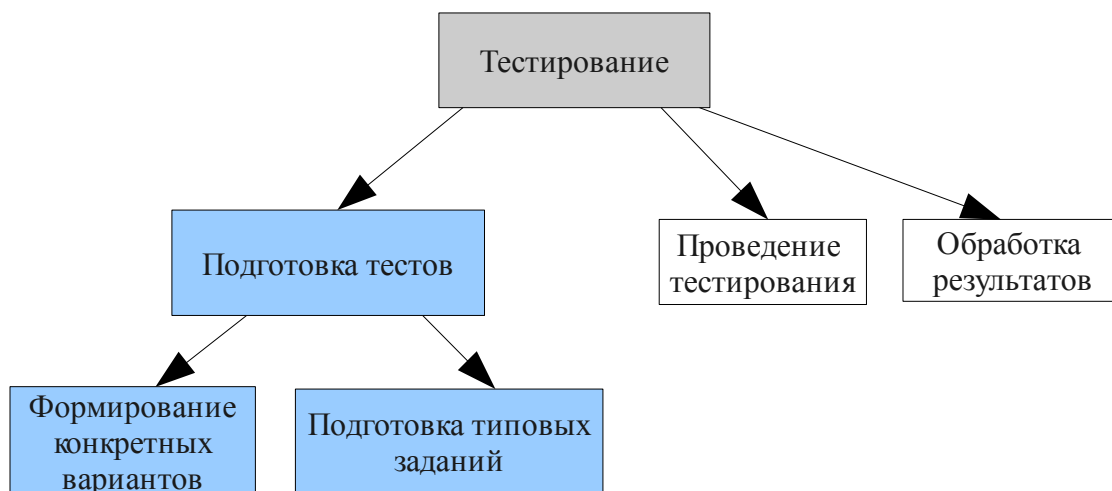 Тестирование
Подготовка тестов
Проведение
тестирования
Обработка
результатов
Формирование
конкретных
вариантов
Подготовка типовых
заданий